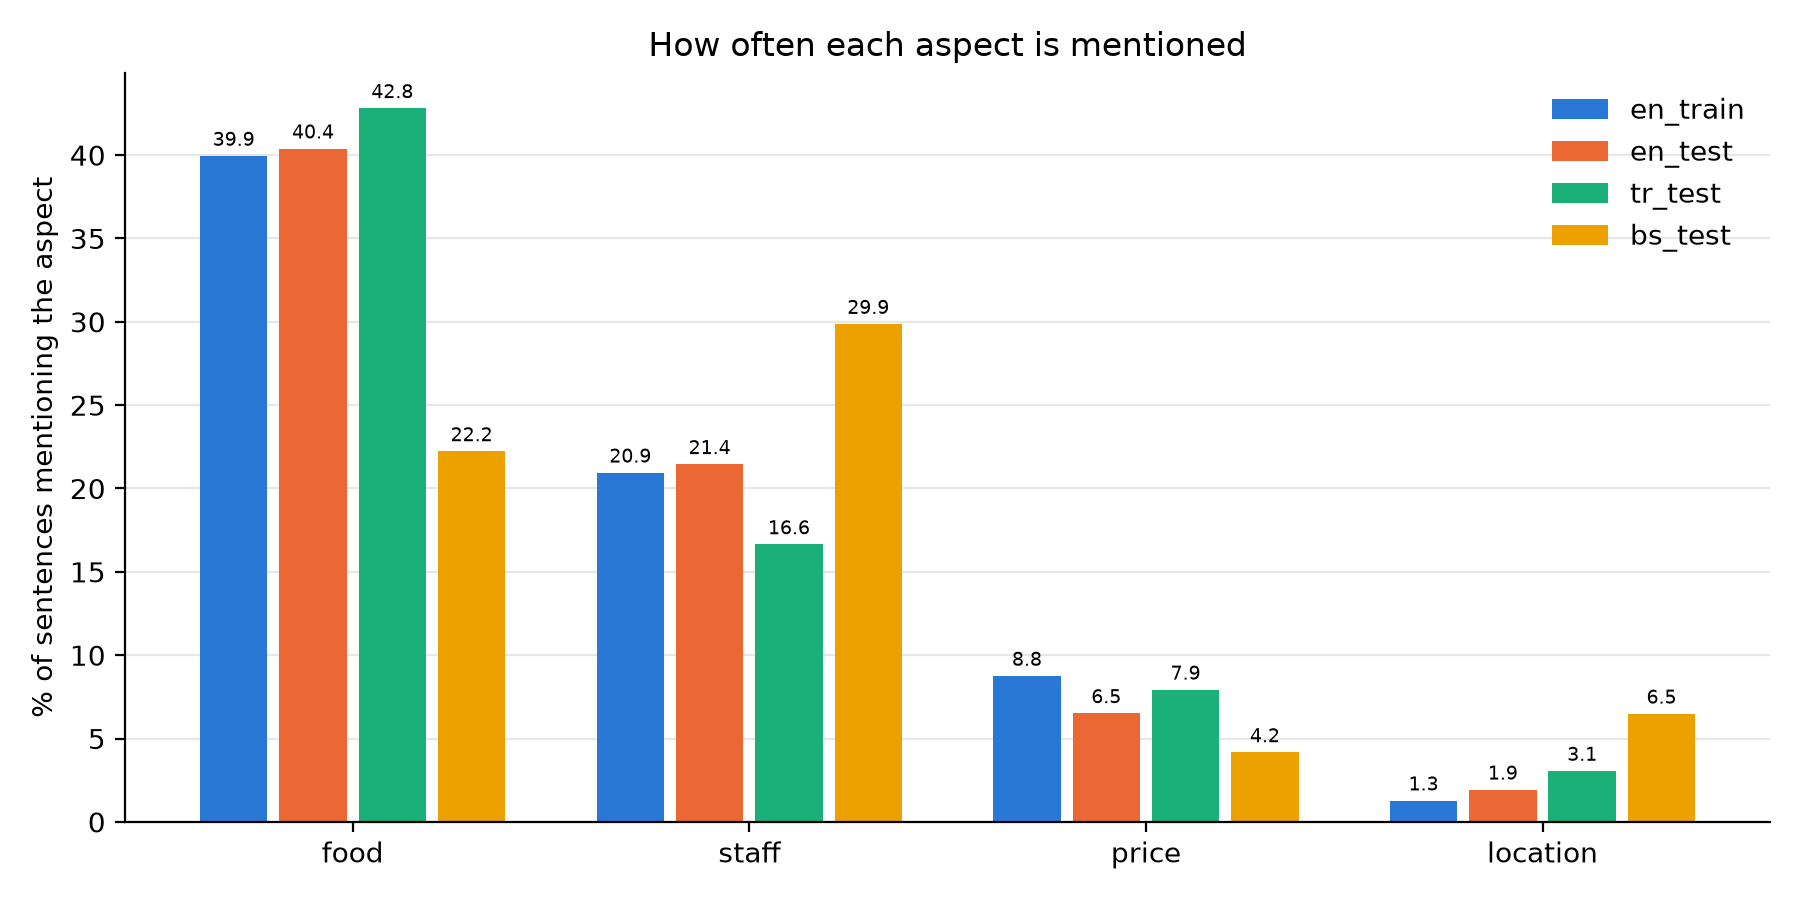 How often each aspect is mentioned
% of sentences mentioning the aspect
40
35
30
25
20
15
10
5
0
39.9
40.4
42.8
22.2
20.9
21.4
16.6
29.9
8.8
6.5
7.9
4.2
1.3
1.9
3.1
6.5
food
staff
price
location
en_train
en_test
tr_test
bs_test